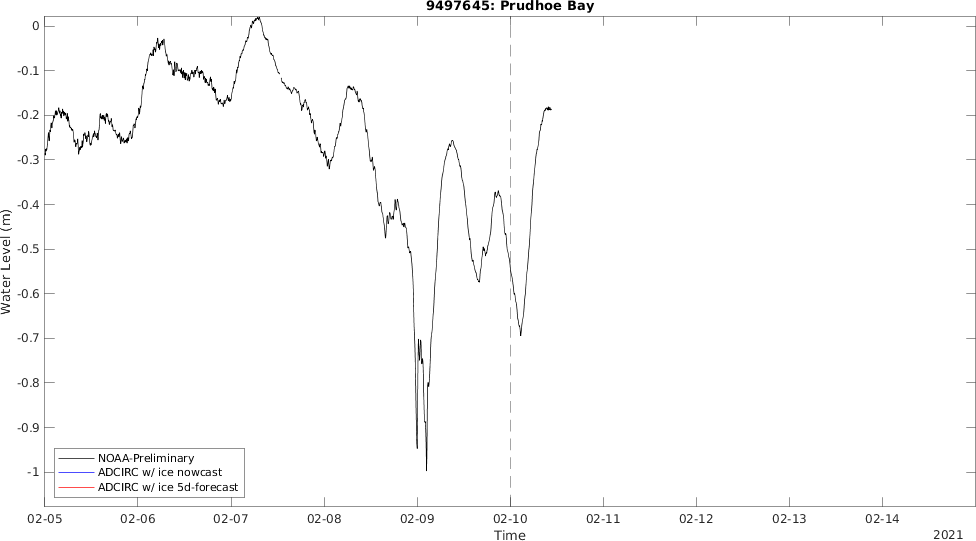 9497645: Prudhoe Bay
0
-0.1
-0.2
-0.3
-0.4
-0.5
-0.6
-0.7
-0.8
-0.9
-1
Water Level (m)
NOAA-Preliminary
ADCIRC w/ ice nowcast
ADCIRC w/ ice 5d-forecast
02-05 02-06 02-07 02-08 02-09 02-10 02-11 02-12 02-13 02-14
Time
2021